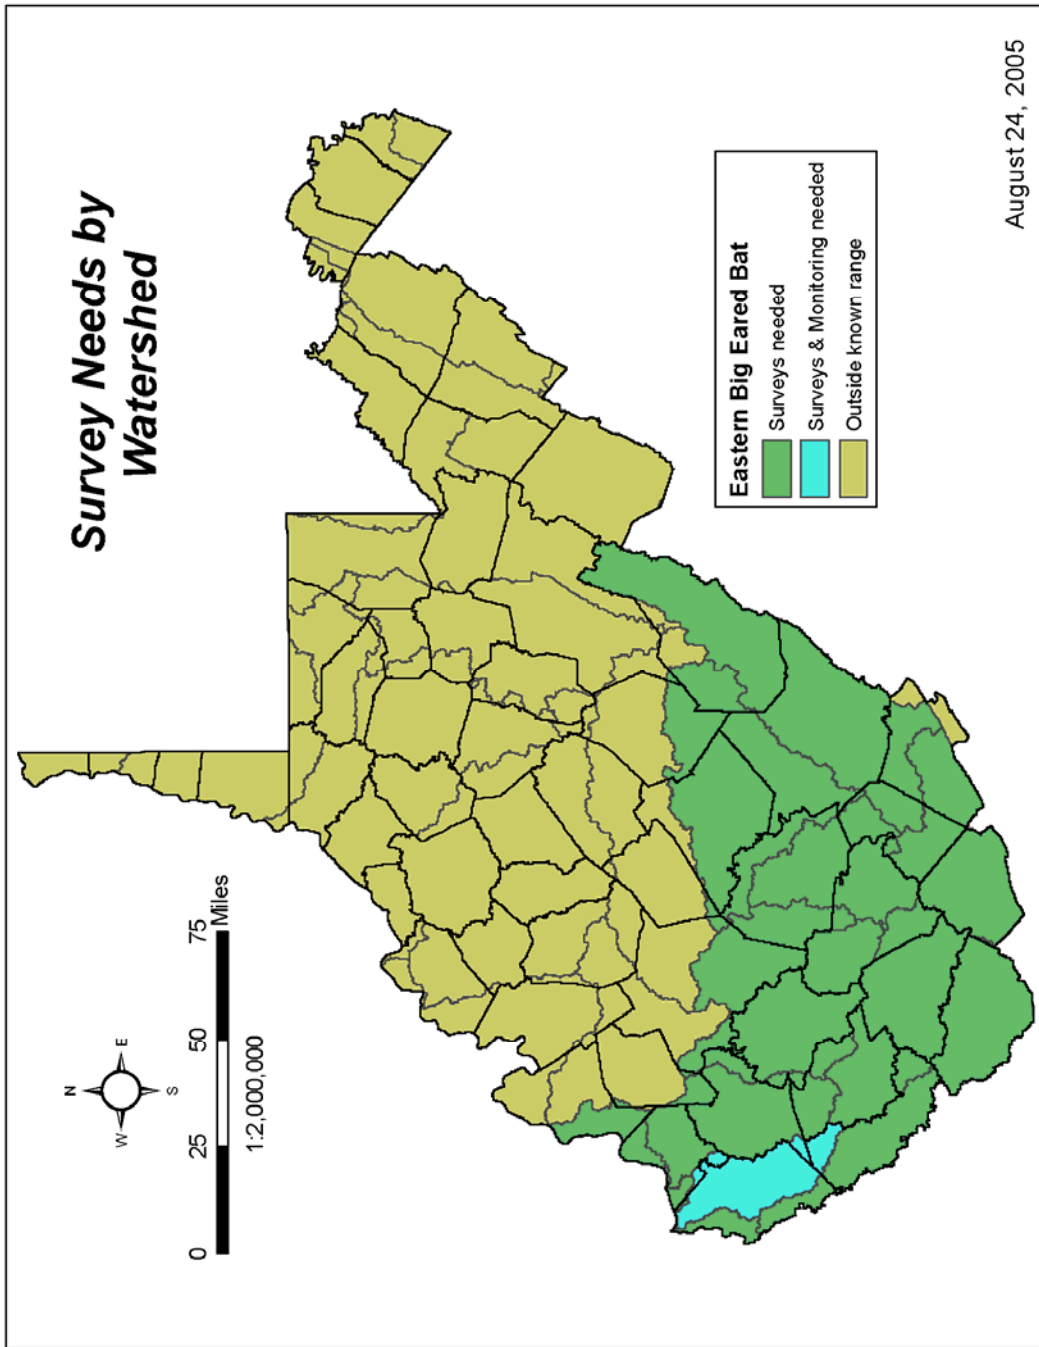 Survey Needs by
Watershed
N
W
E
S
0 25 50 75
Miles
1:2,000,000
Eastern Big Eared Bat
Surveys needed
Surveys & Monitoring needed
Outside known range
August 24, 2005